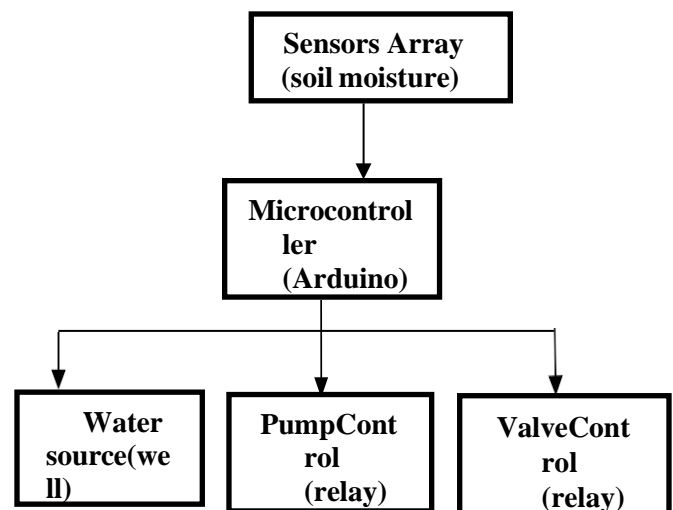 Sensors Array
(soil moisture)
Microcontrol
ler
(Arduino)
Water
source(we
ll)
PumpCont
rol
(relay)
ValveCont
rol
(relay)